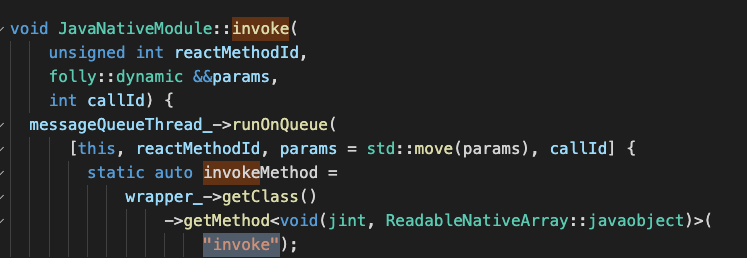 void JavaNativeModule::invoke(
unsigned int reactMethodId,
folly::dynamic &&params,
int callId) {
messageQueueThread_->runOnQueue(
[this, reactMethodId, params = std::move(params), callId] {
static auto invokeMethod =
wrapper_->getClass()
->getMethod<void(jint, ReadableNativeArray::javaobject)>(
"invoke");